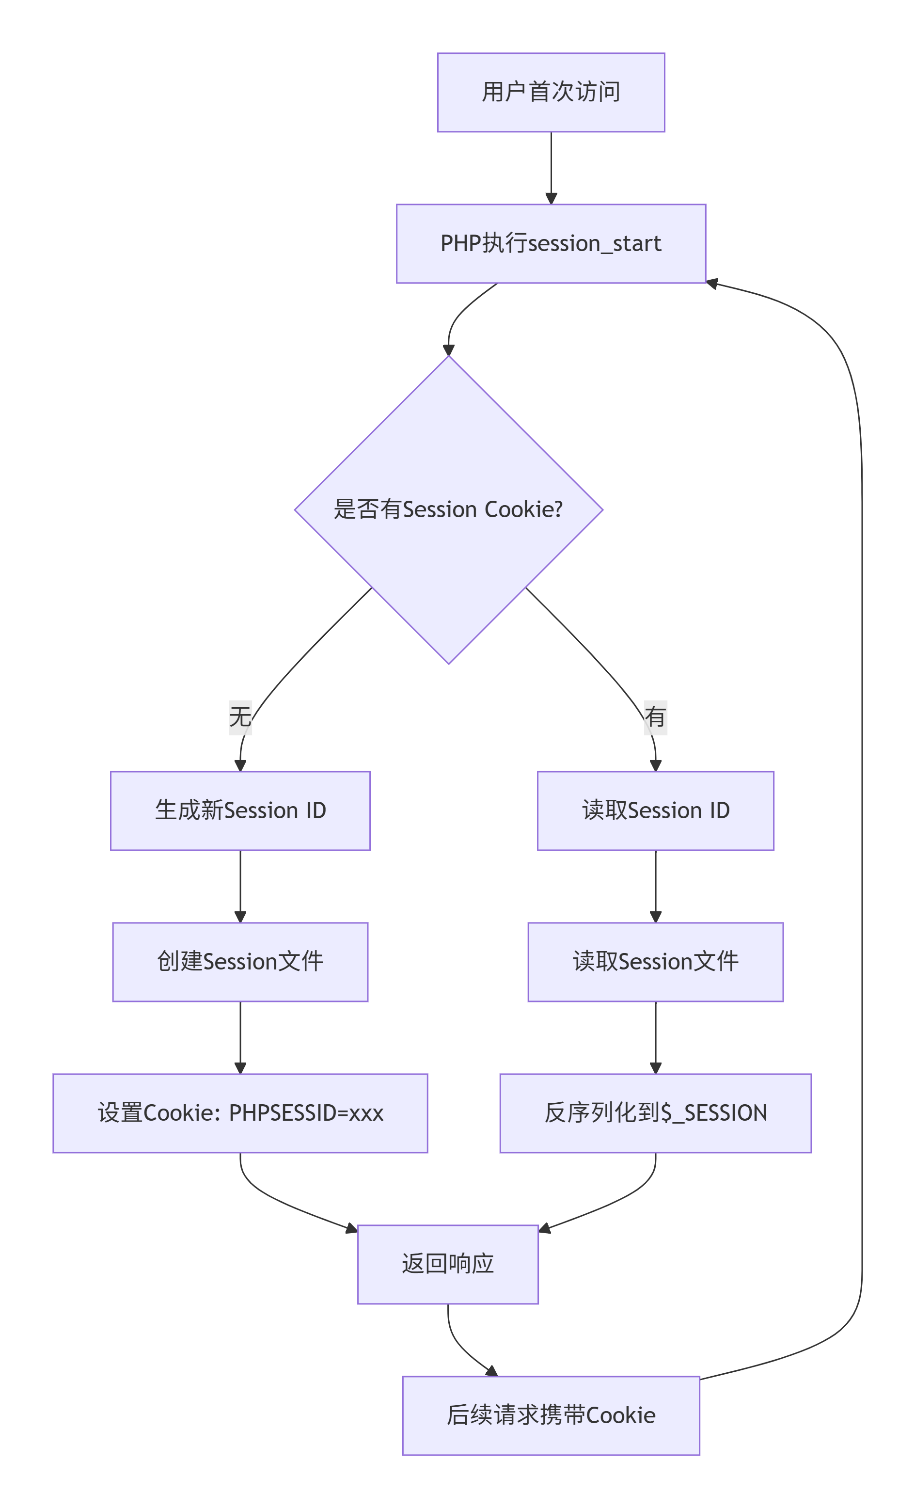 用户首次访问
PHP执行session_start
是否有Session Cookie?
无
有
生成新Session ID
读取Session ID
创建Session文件
读取Session文件
设置Cookie: PHPSESSID=xxx
反序列化到$_SESSION
返回响应
后续请求携带Cookie